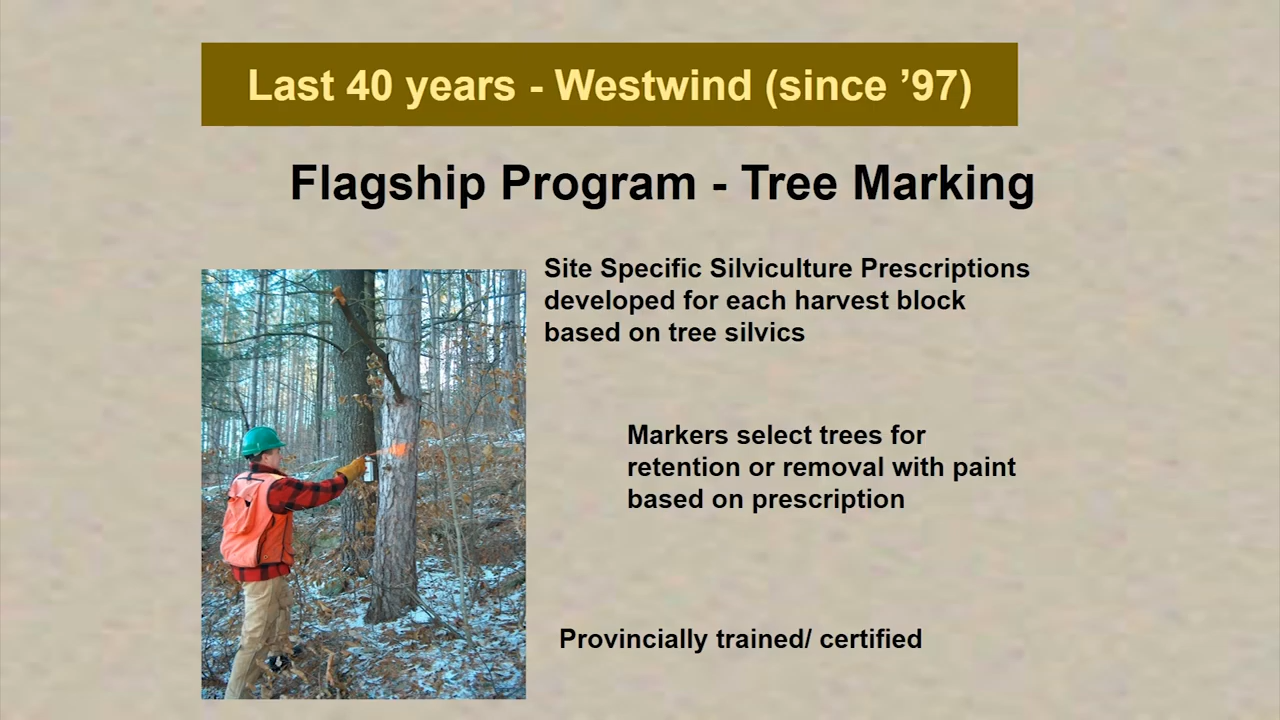 Last 40 years - Westwind (since ’97)
Flagship Program - Tree Marking
Site Specific Silviculture Prescriptions
developed for each harvest block
based on tree silvics
Markers select trees for
retention or removal with paint
based on prescription
Provincially trained/ certified